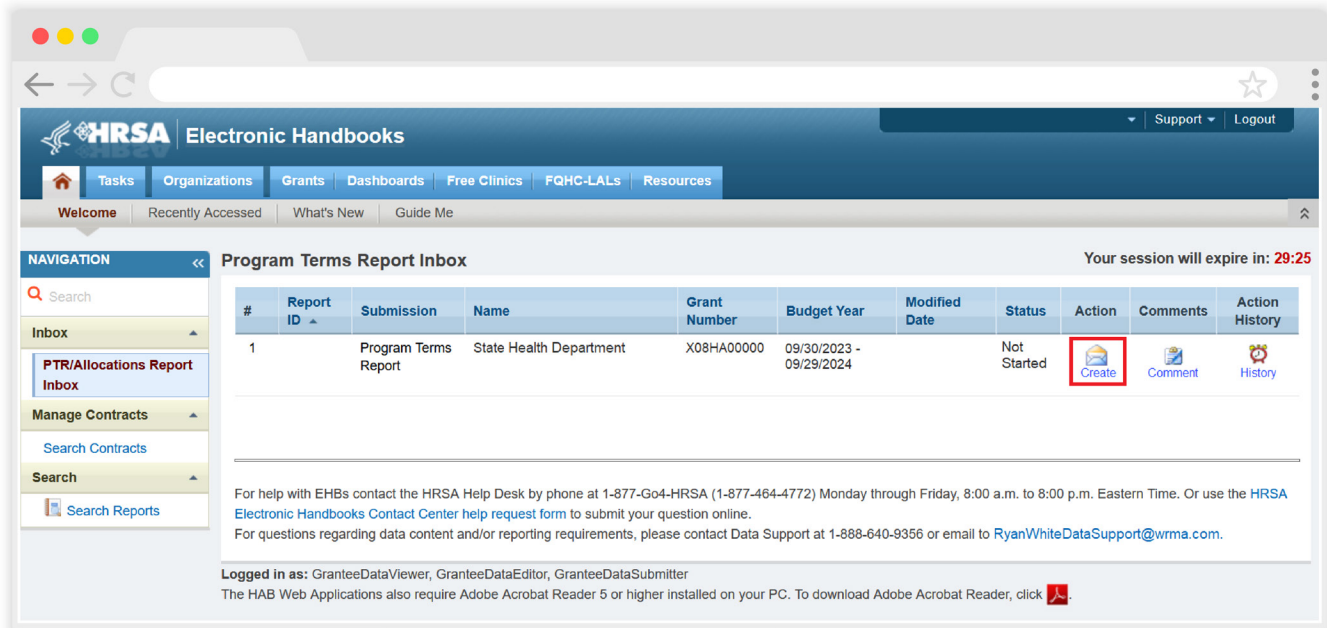 HRSA Electronic Handbooks
Support Logout
Tasks Organizations Grants Dashboards Free Clinics FQHC-LALs Resources
Welcome Recently Accessed What's New Guide Me
NAVIGATION
Search
Inbox
PTR/Allocations Report
Inbox
Manage Contracts
Search Contracts
Search
Search Reports
Program Terms Report Inbox
Your session will expire in: 29:25
# Report ID Submission Name Grant Number Budget Year Modified Date Status Action Comments Action History
1 Program Terms Report State Health Department X08HA00000 09/30/2023 - 09/29/2024 Not Started Create Comment History
For help with EHBs contact the HRSA Help Desk by phone at 1-877-Go4-HRSA (1-877-464-4772) Monday through Friday, 8:00 a.m. to 8:00 p.m. Eastern Time. Or use the HRSA
Electronic Handbooks Contact Center help request form to submit your question online.
For questions regarding data content and/or reporting requirements, please contact Data Support at 1-888-640-9356 or email to RyanWhiteDataSupport@wrma.com.
Logged in as: GranteeDataViewer, GranteeDataEditor, GranteeDataSubmitter
The HAB Web Applications also require Adobe Acrobat Reader 5 or higher installed on your PC. To download Adobe Acrobat Reader, click .